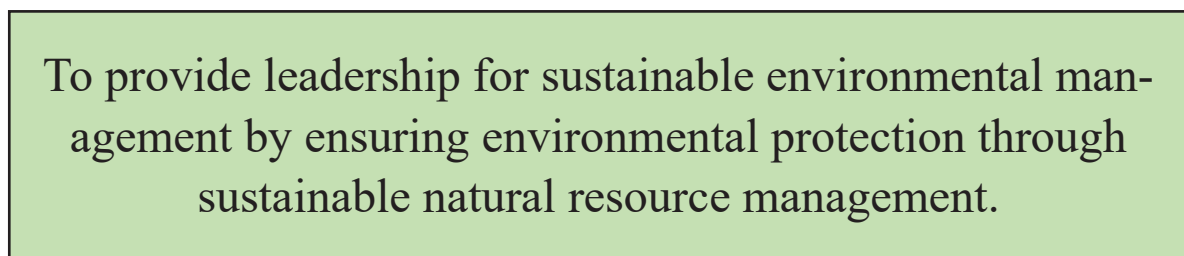 To provide leadership for sustainable environmental man-
agement by ensuring environmental protection through
sustainable natural resource management.